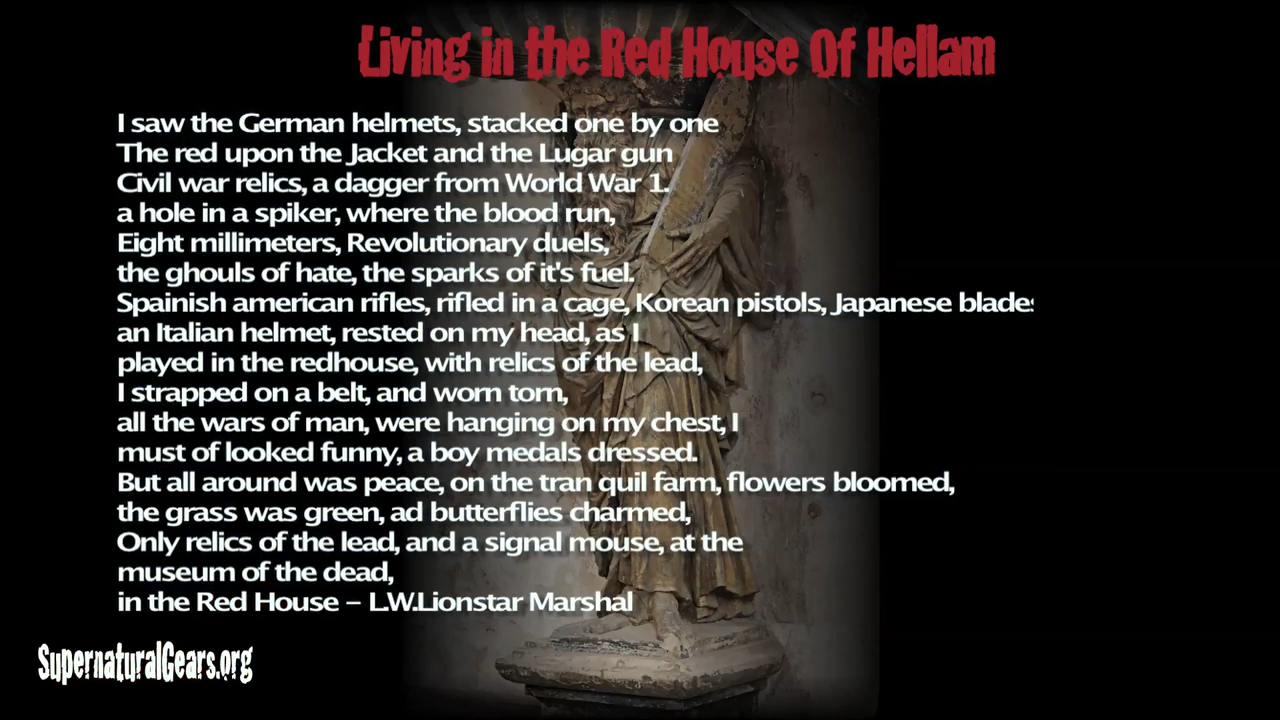 Living in the Red House Of Hellam
I saw the German helmets, stacked one by one
The red upon the Jacket and the Lugar gun
Civil war relics, a dagger from World War 1.
a hole in a spiker, where the blood run,
Eight millimeters, Revolutionary duels,
the ghouls of hate, the sparks of it's fuel.
Spainish american rifles, rifled in a cage, Korean pistols, Japanese blades
an Italian helmet, rested on my head, as I
played in the redhouse, with relics of the lead,
I strapped on a belt, and worn torn,
all the wars of man, were hanging on my chest, I
must of looked funny, a boy medals dressed.
But all around was peace, on the tran quil farm, flowers bloomed,
the grass was green, ad butterflies charmed,
Only relics of the lead, and a signal mouse, at the
museum of the dead,
in the Red House – L.W.Lionstar Marshal
SupernaturalGears.org